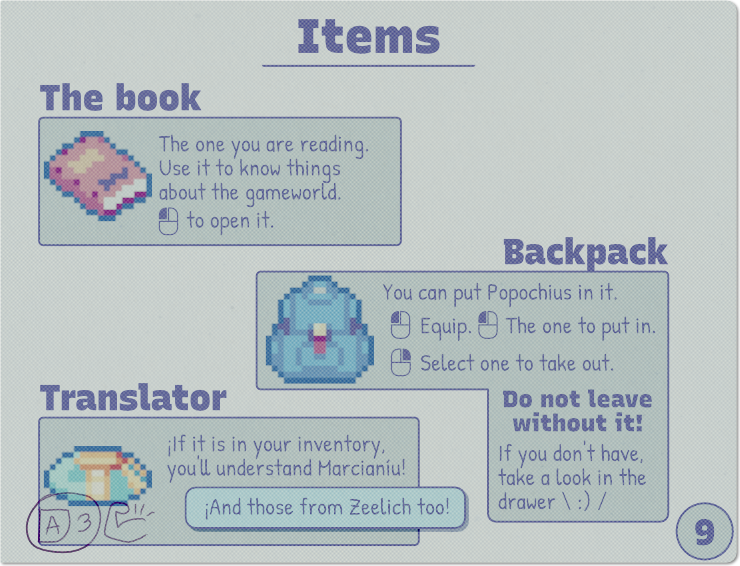 Items
The book
The one you are reading.
Use it to know things
about the gameworld.
to open it.
Backpack
You can put Popochius in it.
Equip. The one to put in.
Select one to take out.
Do not leave
without it!
If you don't have,
take a look in the
drawer \ :) /
Translator
¡If it is in your inventory,
you'll understand Marcianíu!
¡And those from Zeelich too!
A 3
9